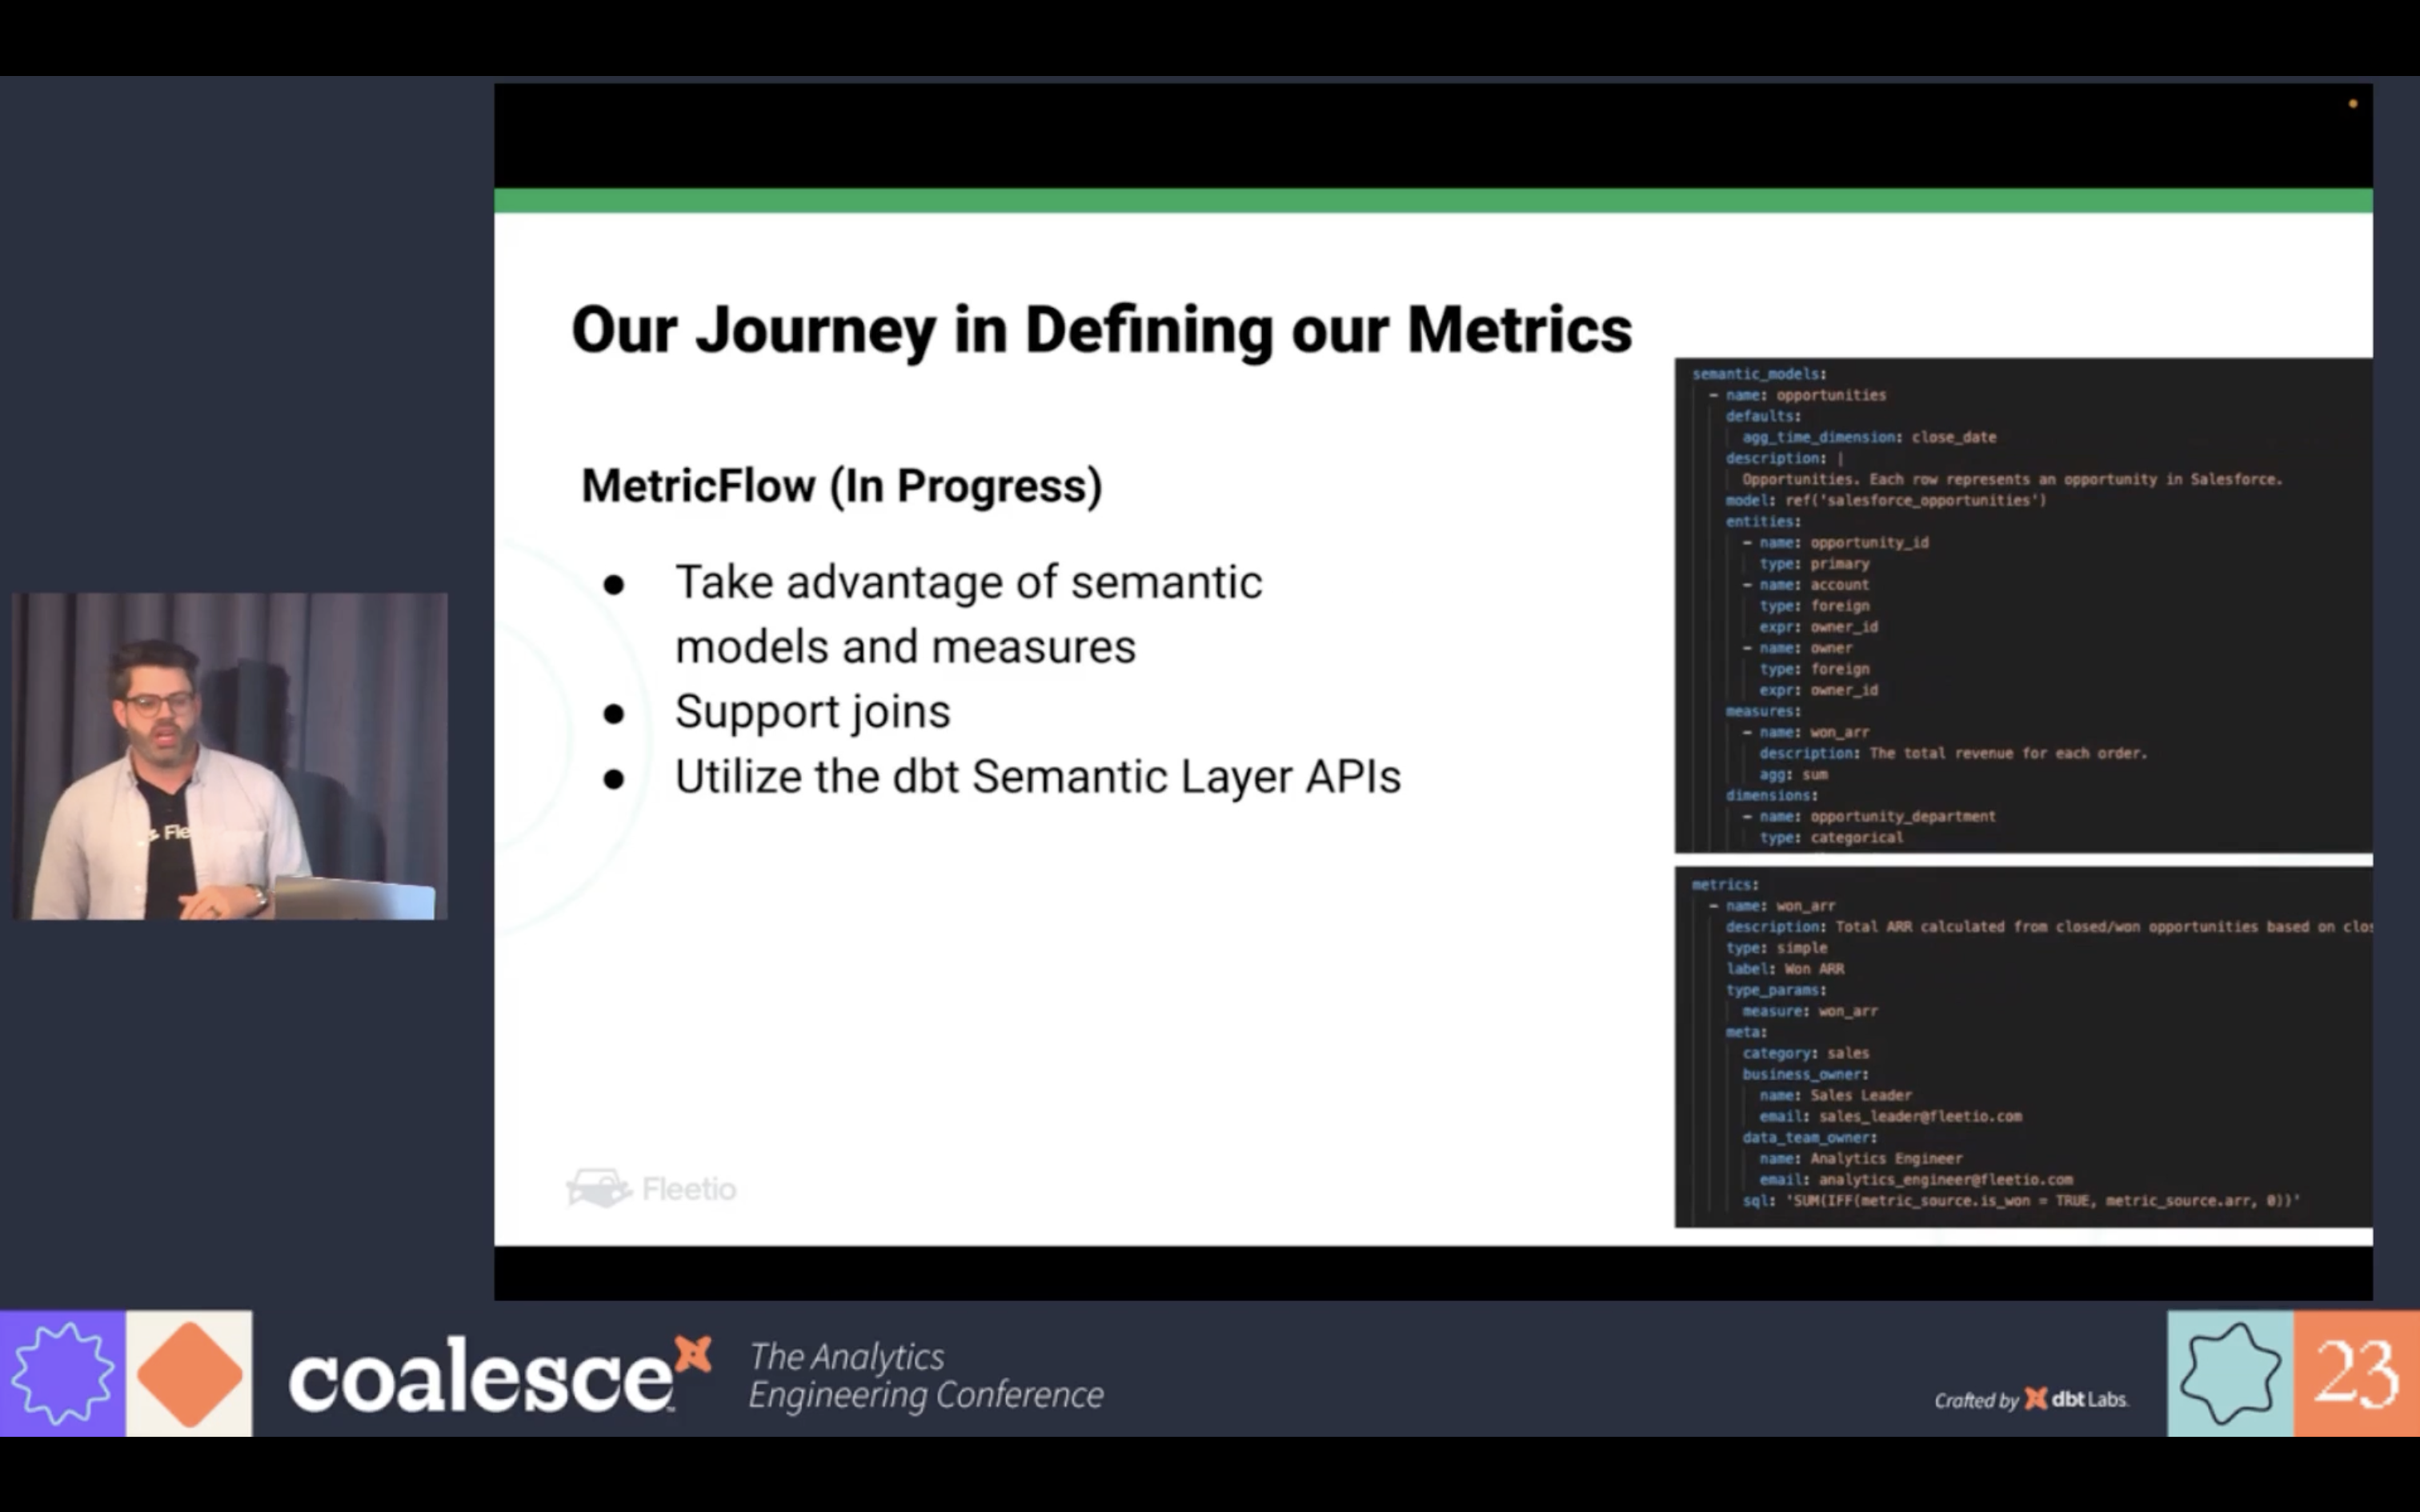 Our Journey in Defining our Metrics
MetricFlow (In Progress)
● Take advantage of semantic
models and measures
● Support joins
● Utilize the dbt Semantic Layer APIs
Fleetio
semantic_models:
- name: opportunities
defaults:
agg_time_dimension: close_date
description: |
Opportunities. Each row represents an opportunity in Salesforce.
model: ref('salesforce_opportunities')
entities:
- name: opportunity_id
type: primary
- name: account
type: foreign
expr: owner_id
- name: owner
type: foreign
expr: owner_id
measures:
- name: won_arr
description: The total revenue for each order.
agg: sum
dimensions:
- name: opportunity_department
type: categorical
metrics:
- name: won_arr
description: Total ARR calculated from closed/won opportunities based on clos
type: simple
label: Won ARR
type_params:
measure: won_arr
meta:
category: sales
business_owner:
name: Sales Leader
email: sales_leader@fleetio.com
data_team_owner:
name: Analytics Engineer
email: analytics_engineer@fleetio.com
sql: 'SUM(IFF(metric_source.is_won = TRUE, metric_source.arr, 0))'
Fle
coalesce
The Analytics
Engineering Conference
Crafted by dbt Labs.
23